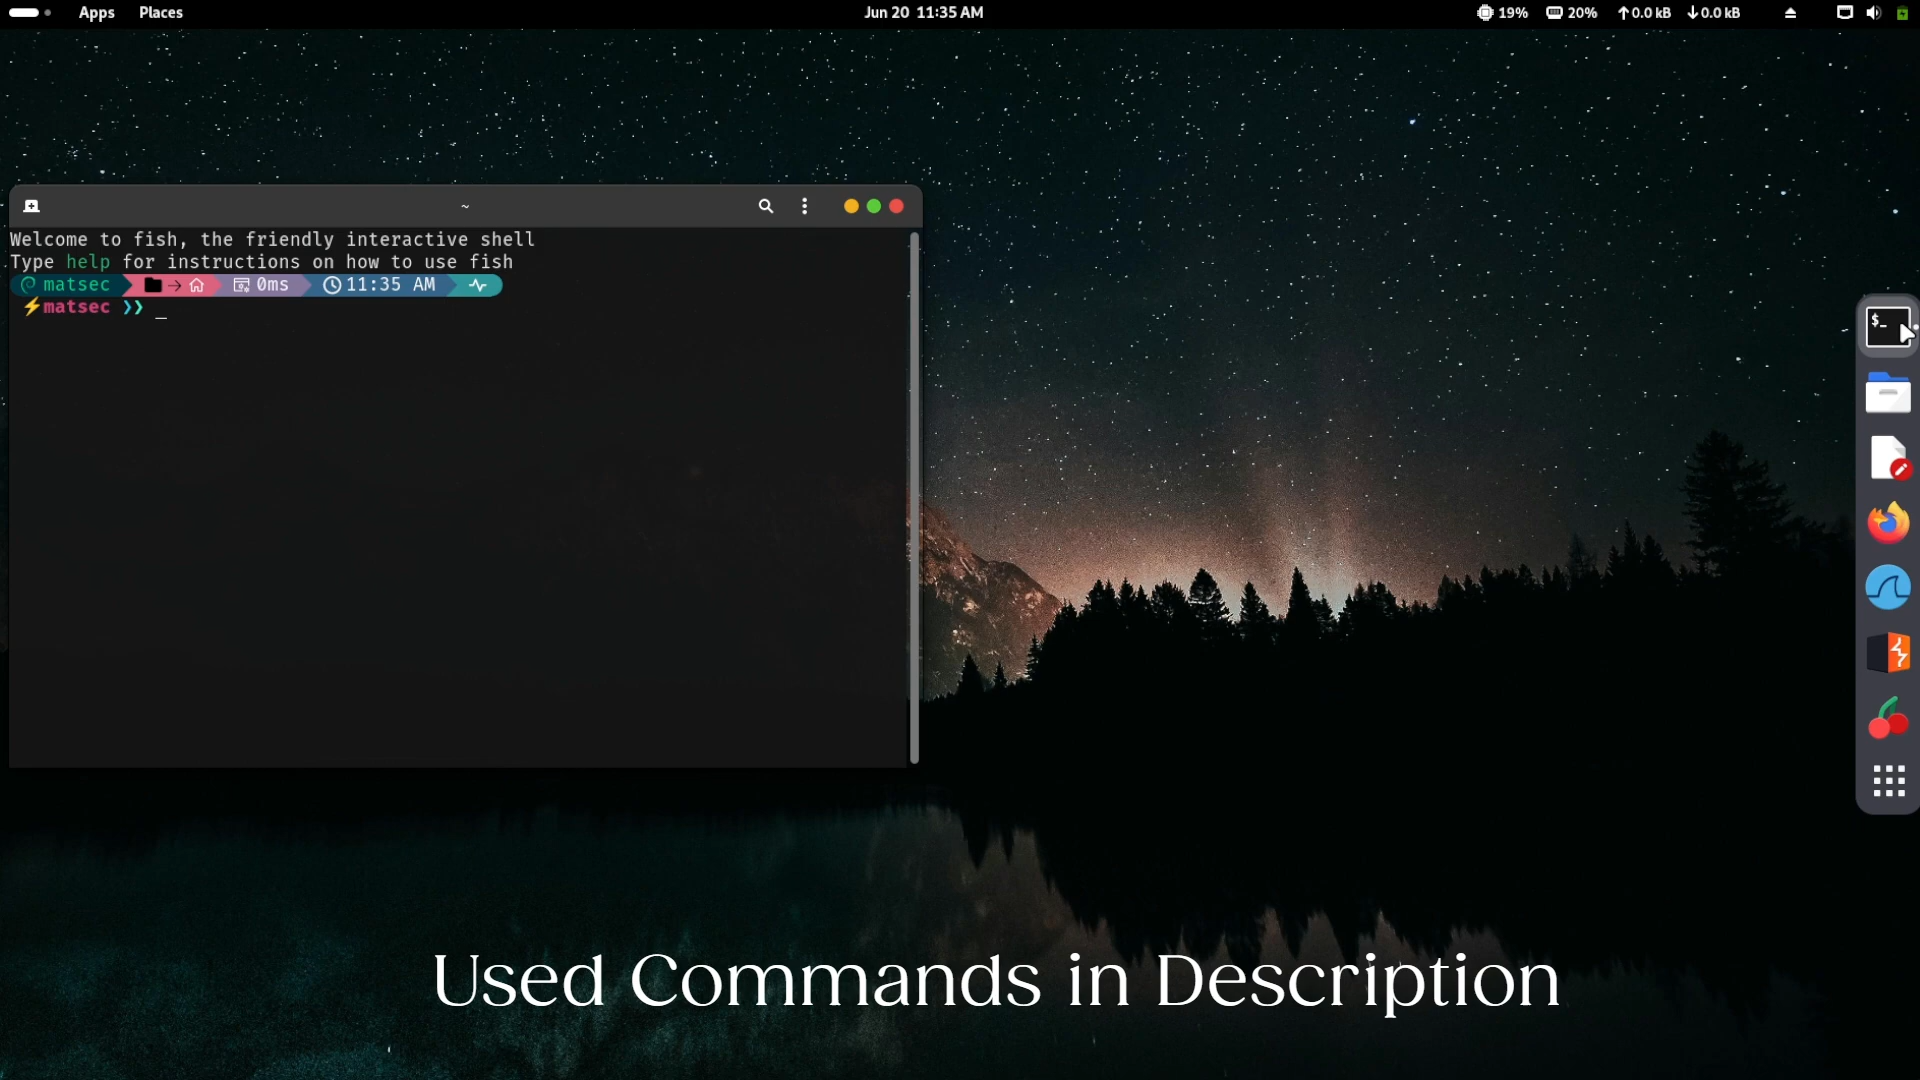 Apps Places Jun 20 11:35 AM 19% 20% ↑0.0 kB ↓0.0 kB
~
Welcome to fish, the friendly interactive shell
Type help for instructions on how to use fish
matsec → 0ms 11:35 AM
⚡matsec ❯❯ _
$_
Used Commands in Description